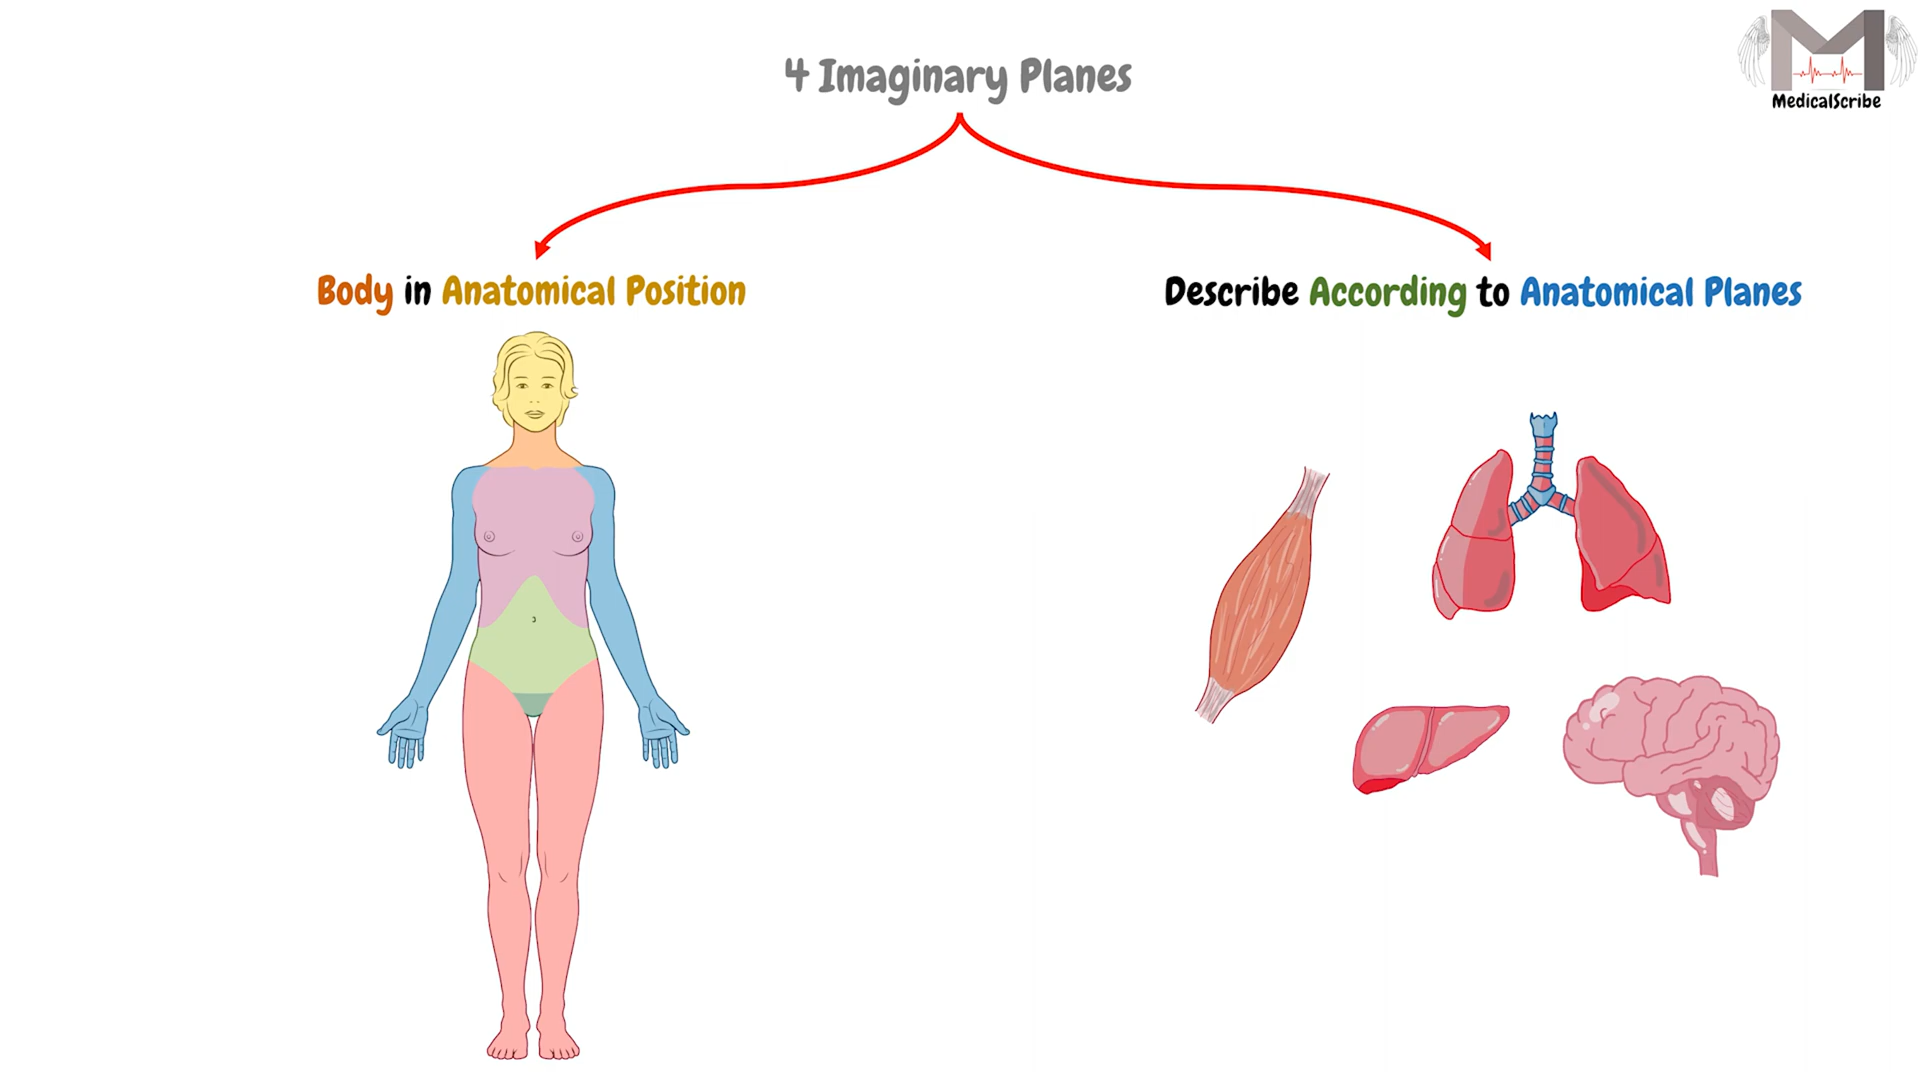 4 Imaginary Planes
MedicalScribe
Body in Anatomical Position
Describe According to Anatomical Planes